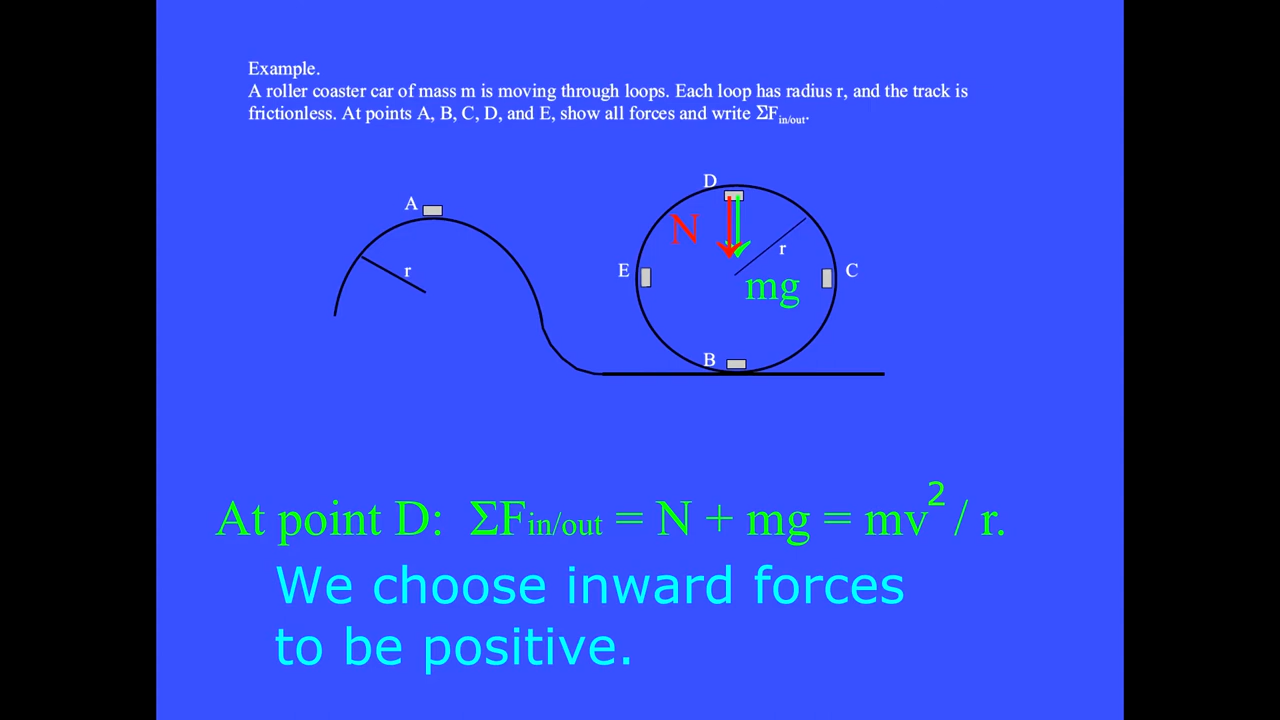 Example.
A roller coaster car of mass m is moving through loops. Each loop has radius r, and the track is
frictionless. At points A, B, C, D, and E, show all forces and write ΣFin/out.
D
A
N
r
E
C
r
mg
B
At point D: ΣFin/out = N + mg = mv² / r.
We choose inward forces
to be positive.